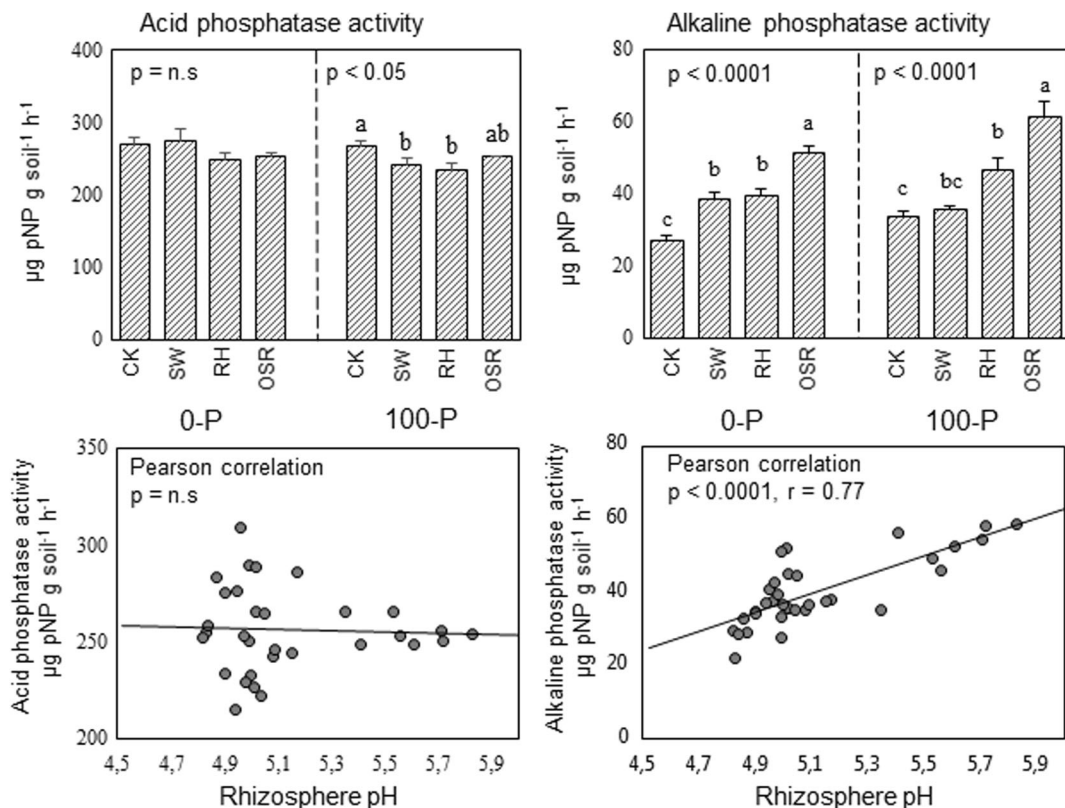 Acid phosphatase activity
400
300
200
100
0
µg pNP g soil-1 h-1
p = n.s
p < 0.05
a
b
b
ab
CK
SW
RH
OSR
CK
SW
RH
OSR
0-P
100-P
Alkaline phosphatase activity
80
60
40
20
0
µg pNP g soil-1 h-1
p < 0.0001
p < 0.0001
c
b
b
a
c
bc
b
a
CK
SW
RH
OSR
CK
SW
RH
OSR
0-P
100-P
350
300
250
200
Acid phosphatase activity
µg pNP g soil-1 h-1
Pearson correlation
p = n.s
4,5
4,7
4,9
5,1
5,3
5,5
5,7
5,9
Rhizosphere pH
80
60
40
20
0
Alkaline phosphatase activity
µg pNP g soil-1 h-1
Pearson correlation
p < 0.0001, r = 0.77
4,5
4,7
4,9
5,1
5,3
5,5
5,7
5,9
Rhizosphere pH